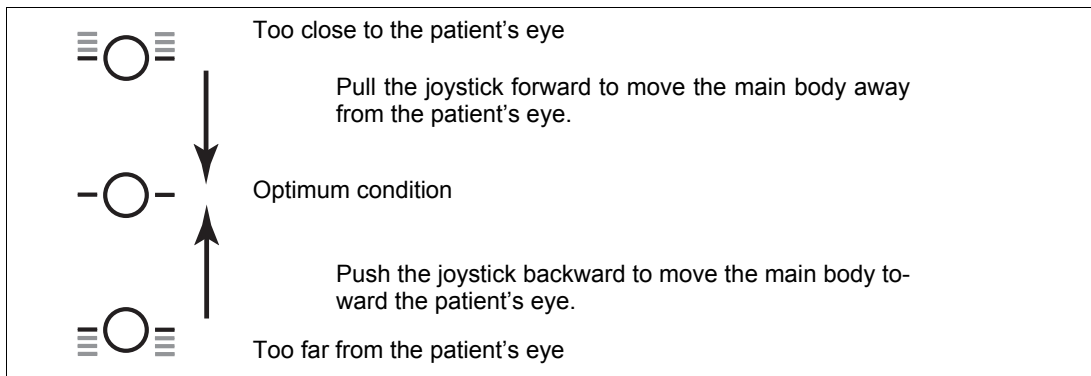 Too close to the patient’s eye
Pull the joystick forward to move the main body away
from the patient’s eye.
Optimum condition
Push the joystick backward to move the main body to-
ward the patient’s eye.
Too far from the patient’s eye